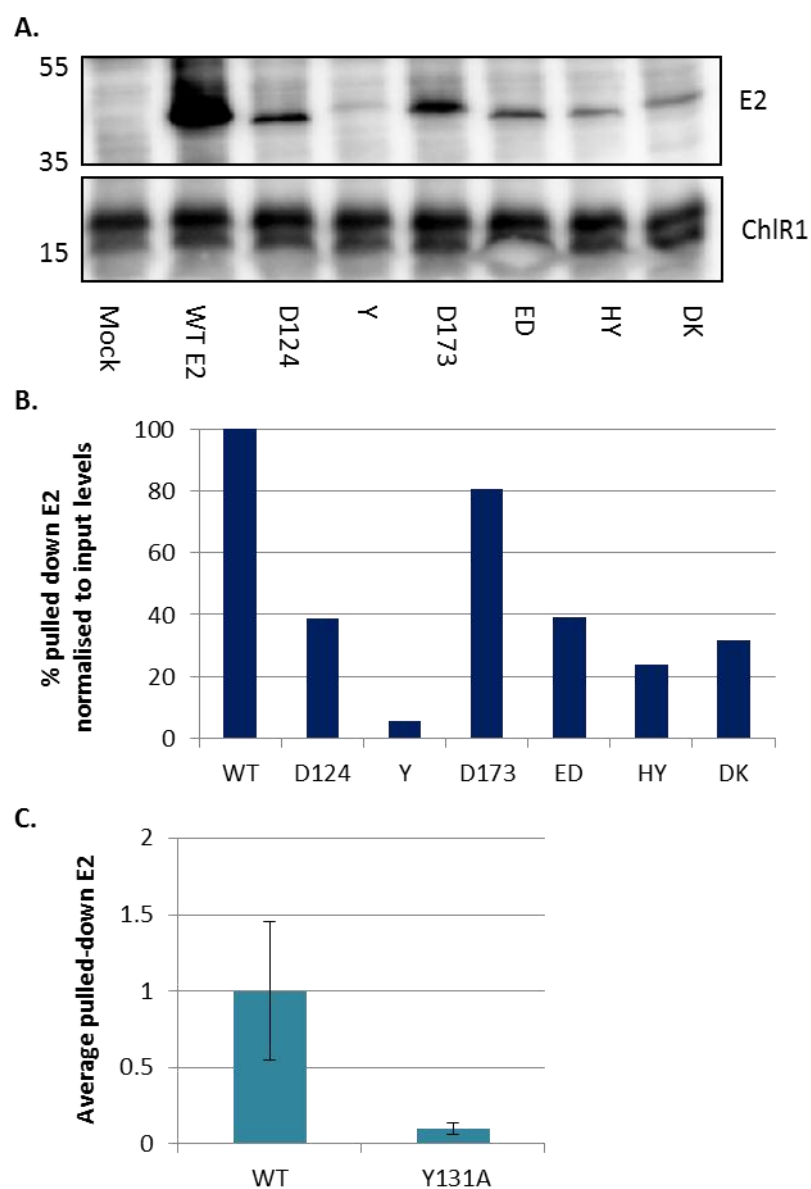 A.
55
E2
35
ChlR1
15
Mock
WT E2
D124
Y
D173
ED
HY
DK
B.
% pulled down E2
normalised to input levels
100
80
60
40
20
0
WT D124 Y D173 ED HY DK
C.
Average pulled-down E2
2
1.5
1
0.5
0
WT Y131A